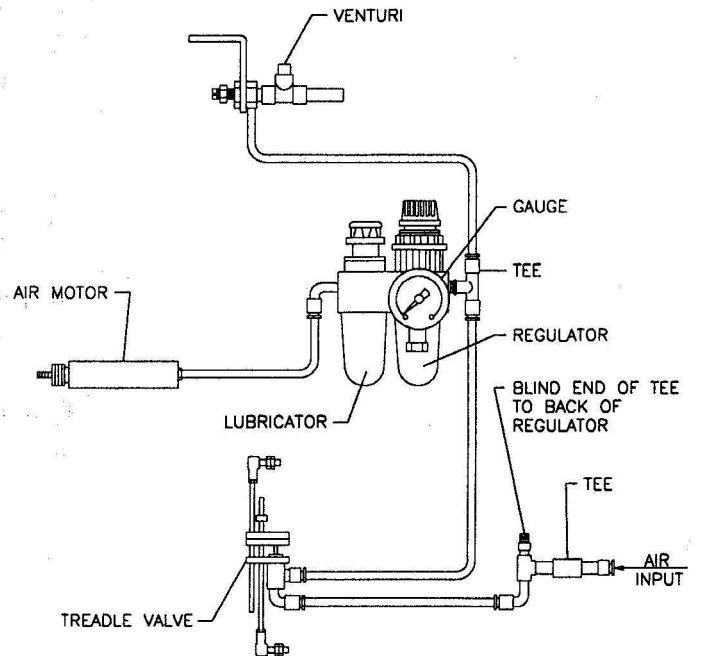 VENTURI
GAUGE
TEE
AIR MOTOR
REGULATOR
BLIND END OF TEE
TO BACK OF
REGULATOR
LUBRICATOR
TEE
AIR
INPUT
TREADLE VALVE